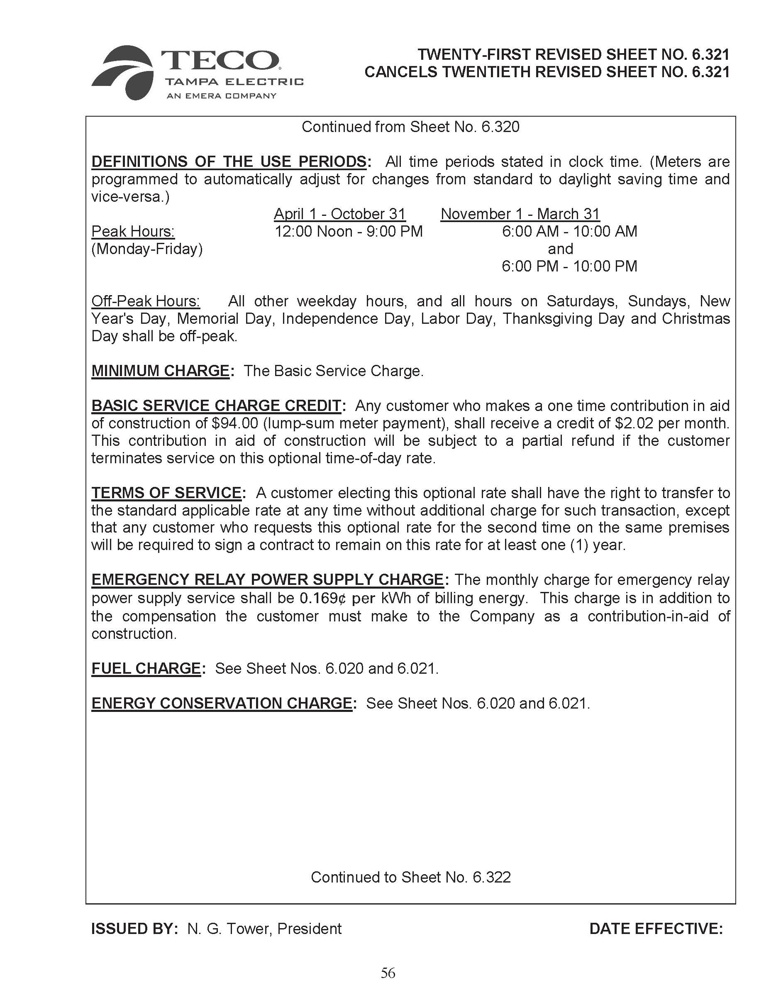 TECO
TAMPA ELECTRIC
AN EMERA COMPANY
TWENTY-FIRST REVISED SHEET NO. 6.321
CANCELS TWENTIETH REVISED SHEET NO. 6.321
Continued from Sheet No. 6.320
DEFINITIONS OF THE USE PERIODS: All time periods stated in clock time. (Meters are
programmed to automatically adjust for changes from standard to daylight saving time and
vice-versa.)
April 1 - October 31 November 1 - March 31
Peak Hours: 12:00 Noon - 9:00 PM 6:00 AM - 10:00 AM
(Monday-Friday) and
6:00 PM - 10:00 PM
Off-Peak Hours: All other weekday hours, and all hours on Saturdays, Sundays, New
Year's Day, Memorial Day, Independence Day, Labor Day, Thanksgiving Day and Christmas
Day shall be off-peak.
MINIMUM CHARGE: The Basic Service Charge.
BASIC SERVICE CHARGE CREDIT: Any customer who makes a one time contribution in aid
of construction of $94.00 (lump-sum meter payment), shall receive a credit of $2.02 per month.
This contribution in aid of construction will be subject to a partial refund if the customer
terminates service on this optional time-of-day rate.
TERMS OF SERVICE: A customer electing this optional rate shall have the right to transfer to
the standard applicable rate at any time without additional charge for such transaction, except
that any customer who requests this optional rate for the second time on the same premises
will be required to sign a contract to remain on this rate for at least one (1) year.
EMERGENCY RELAY POWER SUPPLY CHARGE: The monthly charge for emergency relay
power supply service shall be 0.169¢ per kWh of billing energy. This charge is in addition to
the compensation the customer must make to the Company as a contribution-in-aid of
construction.
FUEL CHARGE: See Sheet Nos. 6.020 and 6.021.
ENERGY CONSERVATION CHARGE: See Sheet Nos. 6.020 and 6.021.
Continued to Sheet No. 6.322
ISSUED BY: N. G. Tower, President DATE EFFECTIVE:
56